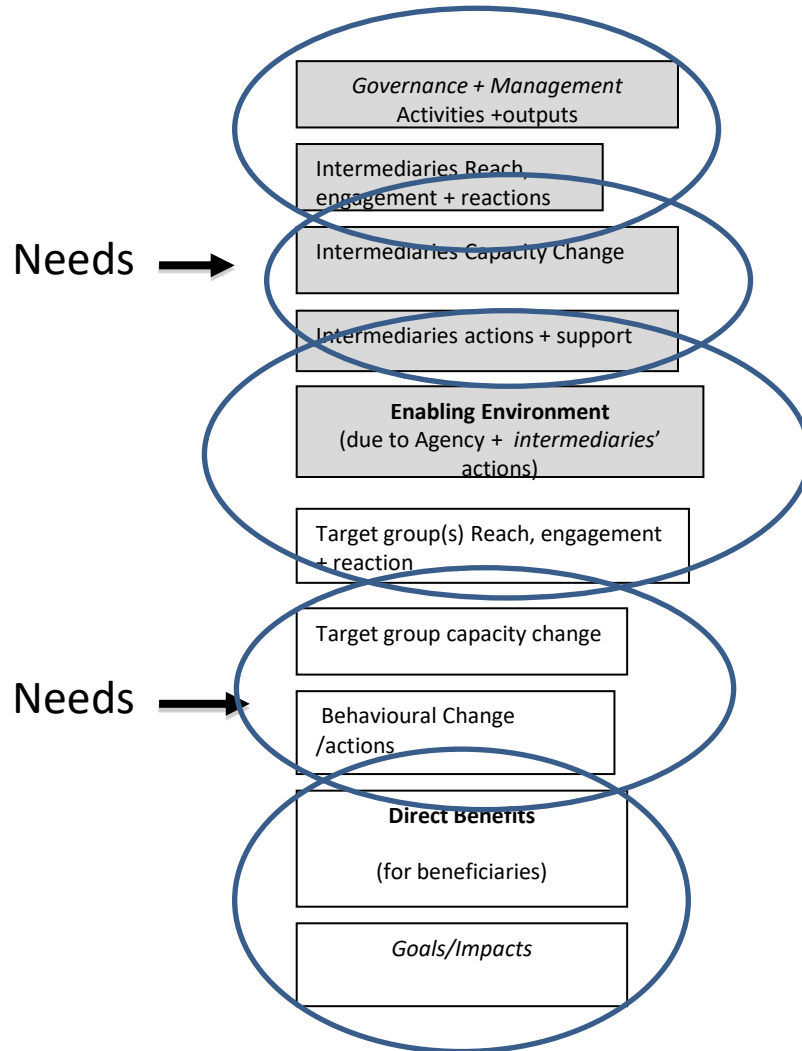 Governance + Management
Activities +outputs
Intermediaries Reach,
engagement + reactions
Needs
Intermediaries Capacity Change
Intermediaries actions + support
Enabling Environment
(due to Agency + intermediaries’
actions)
Target group(s) Reach, engagement
+ reaction
Target group capacity change
Needs
Behavioural Change
/actions
Direct Benefits
(for beneficiaries)
Goals/Impacts